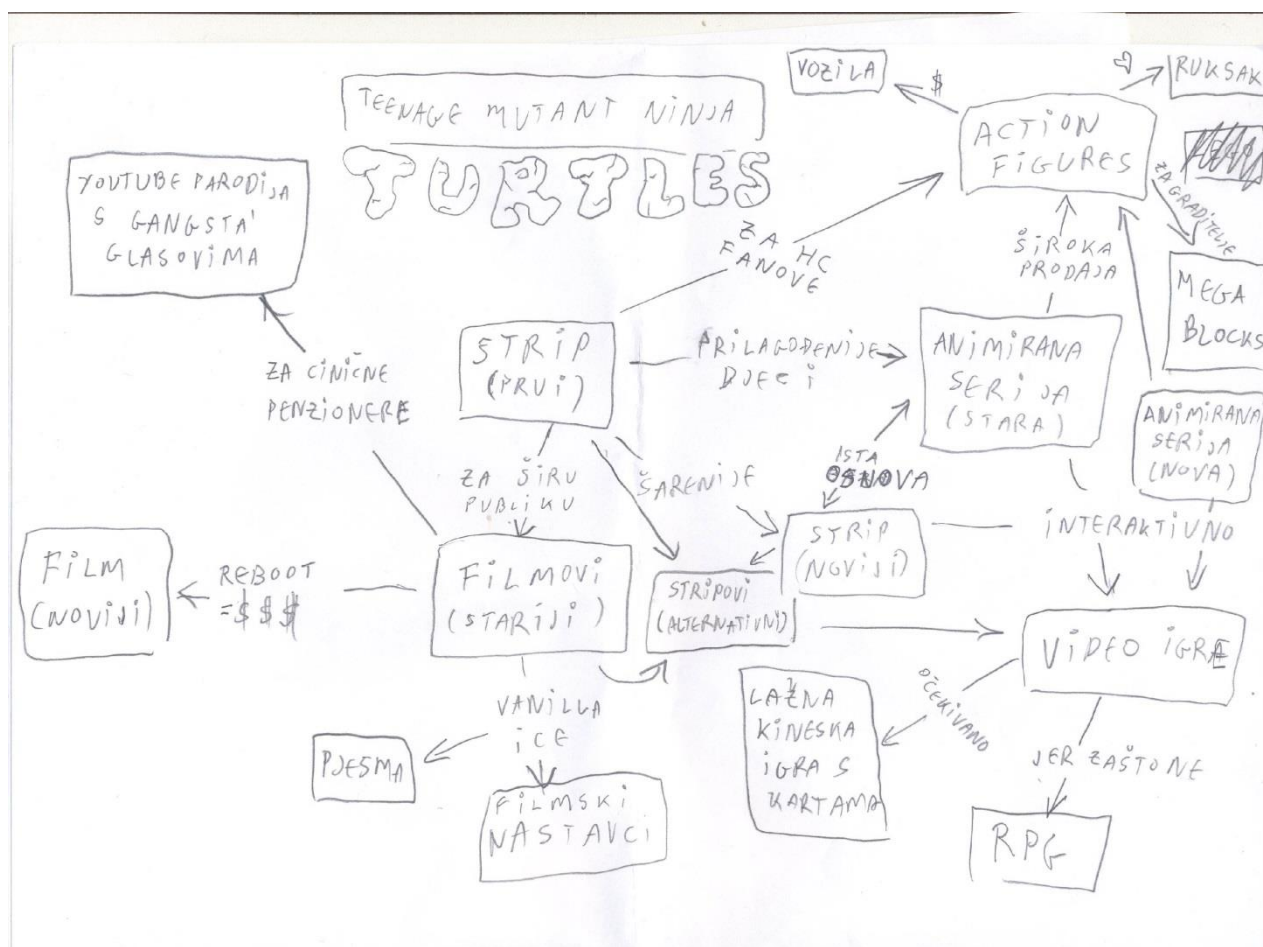 TEENAGE MUTANT NINJA
TURTLES
VOZILA
$
RUKSAK
ACTION
FIGURES
YOUTUBE PARODIJA
S GANGSTA'
GLASOVIMA
ZA GRADITELJE
ZA HC
FANOVE
ŠIROKA
PRODAJA
MEGA
BLOCKS
STRIP
(PRVI)
PRILAGOĐENIJE
DJECI
ANIMIRANA
SERIJA
(STARA)
ZA CINIČNE
PENZIONERE
ANIMIRANA
SERIJA
(NOVA)
ZA ŠIRU
PUBLIKU
ŠARENIJE
ISTA
OSNOVA
STRIP
(NOVIJI)
INTERAKTIVNO
FILM
(NOVIJI)
REBOOT
=$$$
FILMOVI
(STARIJI)
STRIPOVI
(ALTERNATIVNI)
VIDEO IGRE
VANILLA
ICE
PJESMA
FILMSKI
NASTAVCI
LAŽNA
KINESKA
IGRA S
KARTAMA
OČEKIVANO
JER ZAŠTO NE
RPG